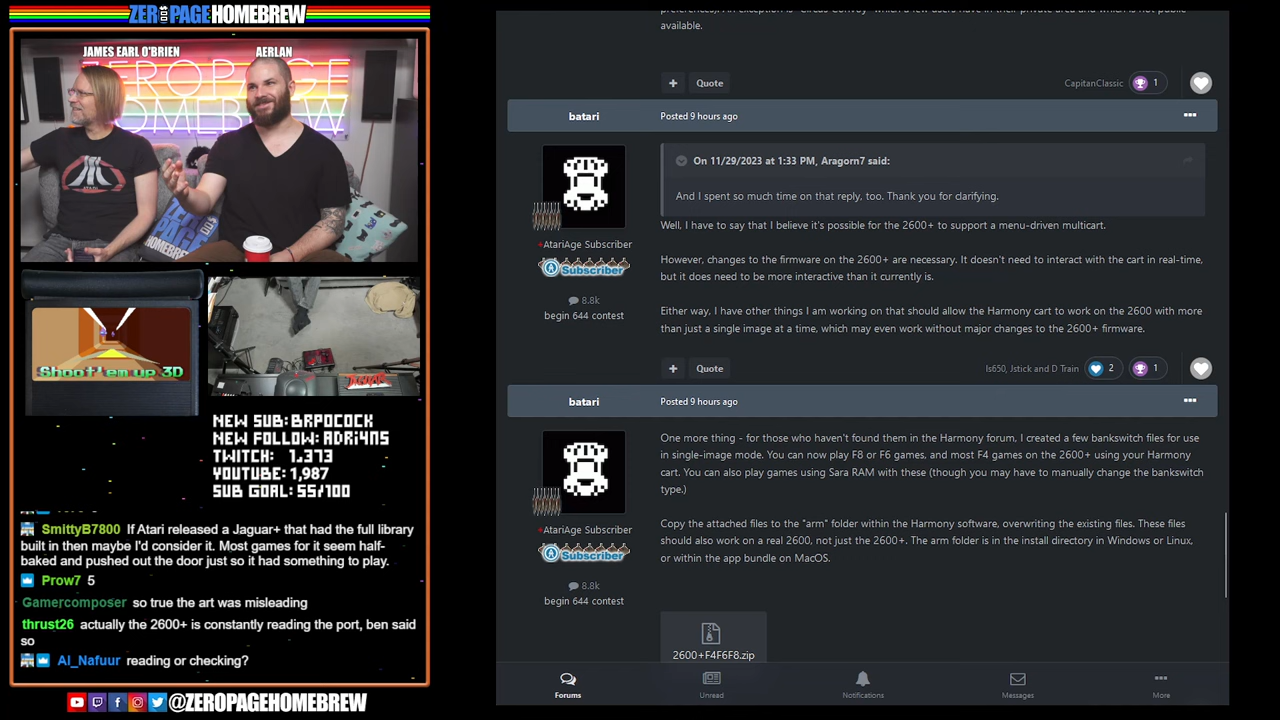 ZEROPAGEHOMEBREW
JAMES EARL O'BRIEN
AERLAN
ZEROPAGE
HOMEBREW
ATARI
HOMEBREW
Shoot'em up 3D
NEW SUB: BRPOCOCK
NEW FOLLOW: ADRI4NS
TWITCH: 1,373
YOUTUBE: 1,987
SUB GOAL: 55/100
SmittyB7800 If Atari released a Jaguar+ that had the full library
built in then maybe I'd consider it. Most games for it seem half-
baked and pushed out the door just so it had something to play.
Prow7 5
Gamercomposer so true the art was misleading
thrust26 actually the 2600+ is constantly reading the port, ben said
so
Al_Nafuur reading or checking?
@ZEROPAGEHOMEBREW
available.
+ Quote
CapitanClassic 1
batari
Posted 9 hours ago
On 11/29/2023 at 1:33 PM, Aragorn7 said:
And I spent so much time on that reply, too. Thank you for clarifying.
+AtariAge Subscriber
Subscriber
8.8k
begin 644 contest
Well, I have to say that I believe it's possible for the 2600+ to support a menu-driven multicart.
However, changes to the firmware on the 2600+ are necessary. It doesn't need to interact with the cart in real-time,
but it does need to be more interactive than it currently is.
Either way, I have other things I am working on that should allow the Harmony cart to work on the 2600 with more
than just a single image at a time, which may even work without major changes to the 2600+ firmware.
+ Quote
ls650, Jstick and D Train 2 1
batari
Posted 9 hours ago
+AtariAge Subscriber
Subscriber
8.8k
begin 644 contest
One more thing - for those who haven't found them in the Harmony forum, I created a few bankswitch files for use
in single-image mode. You can now play F8 or F6 games, and most F4 games on the 2600+ using your Harmony
cart. You can also play games using Sara RAM with these (though you may have to manually change the bankswitch
type.)
Copy the attached files to the "arm" folder within the Harmony software, overwriting the existing files. These files
should also work on a real 2600, not just the 2600+. The arm folder is in the install directory in Windows or Linux,
or within the app bundle on MacOS.
2600+F4F6F8.zip
Forums
Unread
Notifications
Messages
More